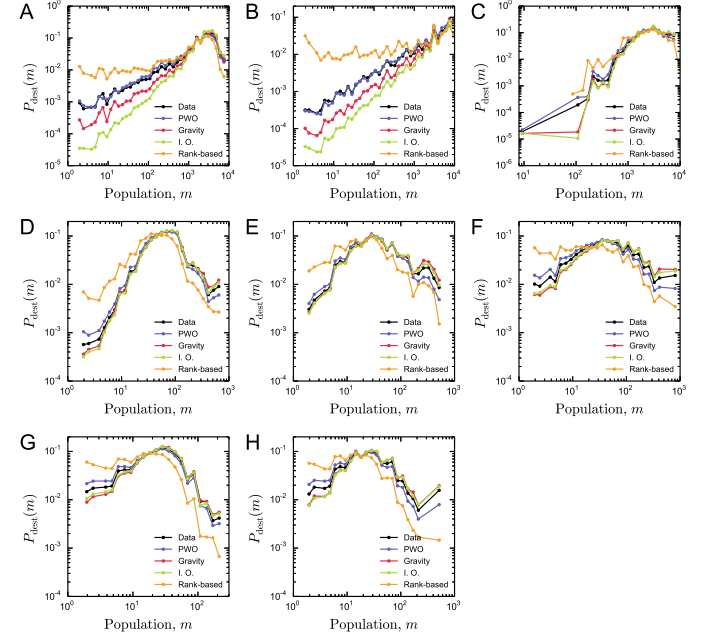 A
10^0
10^-1
10^-2
10^-3
10^-4
10^-5
P_dest(m)
Data
PWO
Gravity
I. O.
Rank-based
10^0 10^1 10^2 10^3 10^4
Population, m
B
10^0
10^-1
10^-2
10^-3
10^-4
10^-5
P_dest(m)
Data
PWO
Gravity
I. O.
Rank-based
10^0 10^1 10^2 10^3 10^4
Population, m
C
10^0
10^-1
10^-2
10^-3
10^-4
10^-5
10^-6
P_dest(m)
Data
PWO
Gravity
I. O.
Rank-based
10^1 10^2 10^3 10^4
Population, m
D
10^-1
10^-2
10^-3
10^-4
P_dest(m)
Data
PWO
Gravity
I. O.
Rank-based
10^0 10^1 10^2 10^3
Population, m
E
10^-1
10^-2
10^-3
10^-4
P_dest(m)
Data
PWO
Gravity
I. O.
Rank-based
10^0 10^1 10^2 10^3
Population, m
F
10^-1
10^-2
10^-3
10^-4
P_dest(m)
Data
PWO
Gravity
I. O.
Rank-based
10^0 10^1 10^2 10^3
Population, m
G
10^-1
10^-2
10^-3
10^-4
P_dest(m)
Data
PWO
Gravity
I. O.
Rank-based
10^0 10^1 10^2
Population, m
H
10^-1
10^-2
10^-3
10^-4
P_dest(m)
Data
PWO
Gravity
I. O.
Rank-based
10^0 10^1 10^2 10^3
Population, m